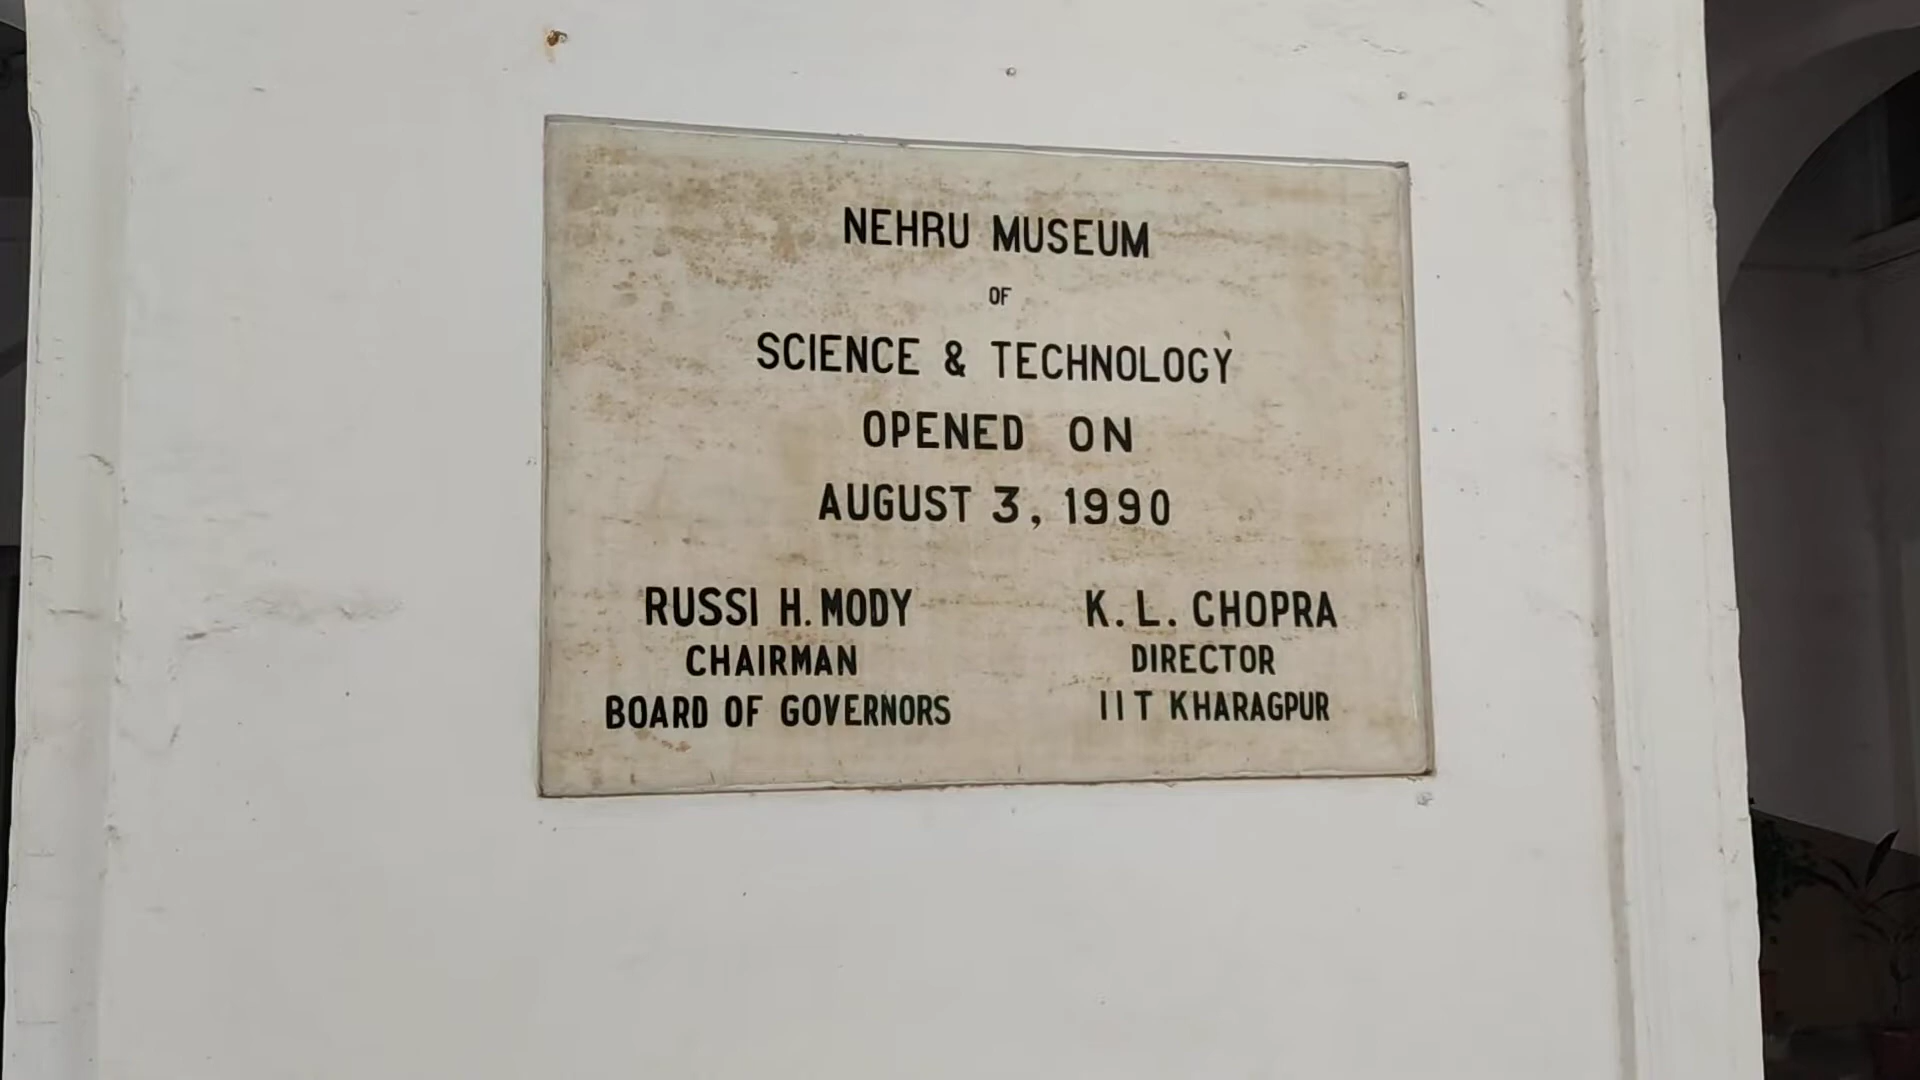 NEHRU MUSEUM
OF
SCIENCE & TECHNOLOGY
OPENED ON
AUGUST 3, 1990
RUSSI H. MODY
CHAIRMAN
BOARD OF GOVERNORS
K. L. CHOPRA
DIRECTOR
IIT KHARAGPUR